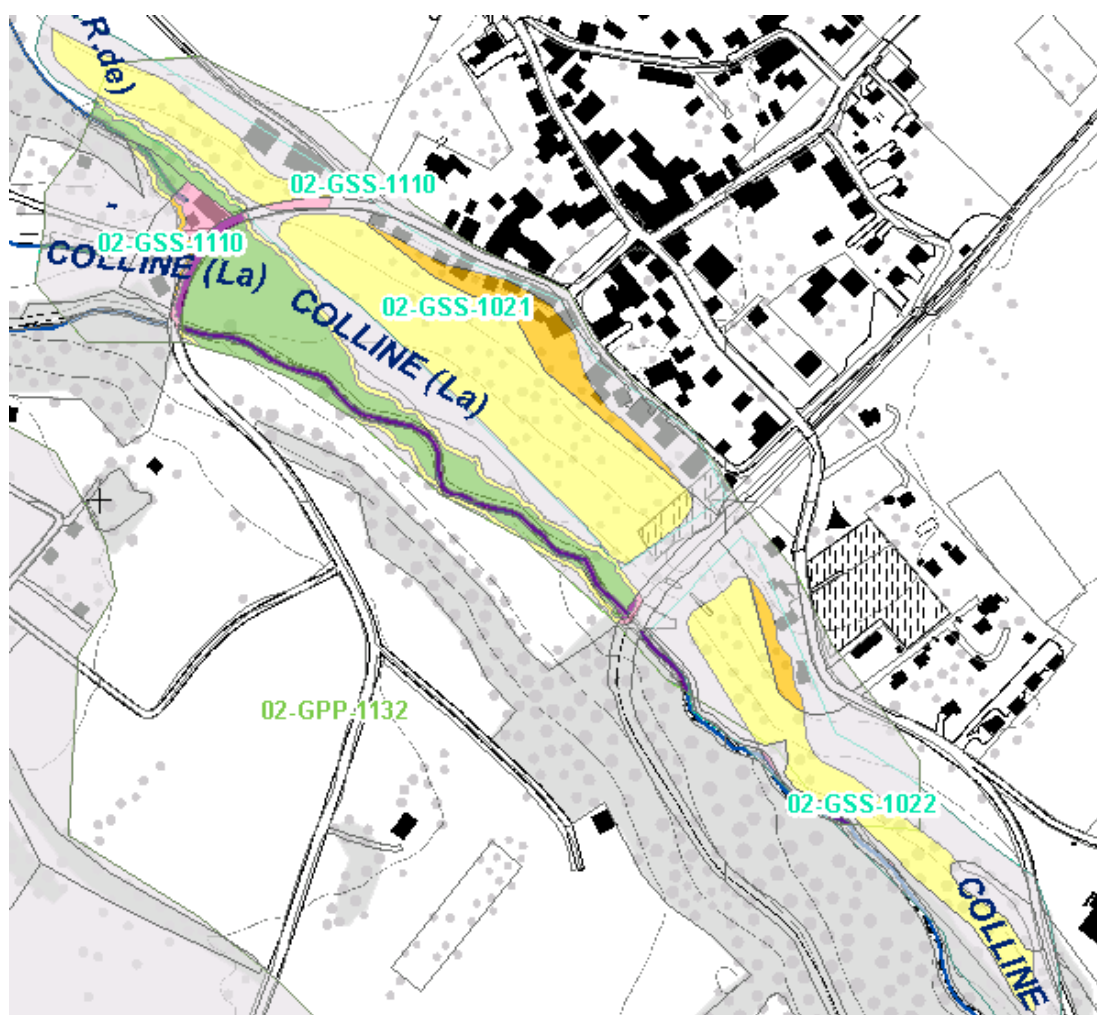 R.de)
02-GSS-1110
02-GSS-1110
COLLINE (La)
COLLINE (La)
02-GSS-1021
02-GPP-1132
02-GSS-1022
COLLINE